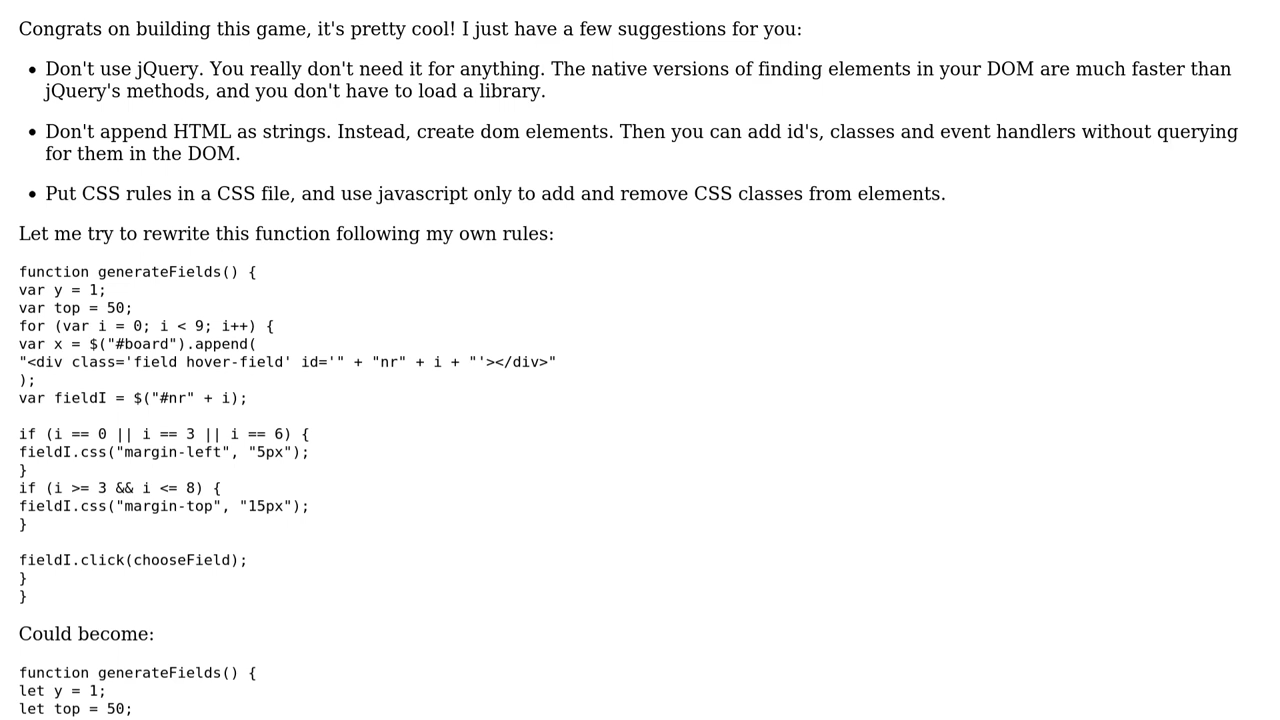 Congrats on building this game, it's pretty cool! I just have a few suggestions for you:
• Don't use jQuery. You really don't need it for anything. The native versions of finding elements in your DOM are much faster than
jQuery's methods, and you don't have to load a library.
• Don't append HTML as strings. Instead, create dom elements. Then you can add id's, classes and event handlers without querying
for them in the DOM.
• Put CSS rules in a CSS file, and use javascript only to add and remove CSS classes from elements.
Let me try to rewrite this function following my own rules:
function generateFields() {
var y = 1;
var top = 50;
for (var i = 0; i < 9; i++) {
var x = $("#board").append(
"<div class='field hover-field' id='" + "nr" + i + "'></div>"
);
var fieldI = $("#nr" + i);
if (i == 0 || i == 3 || i == 6) {
fieldI.css("margin-left", "5px");
}
if (i >= 3 && i <= 8) {
fieldI.css("margin-top", "15px");
}
fieldI.click(chooseField);
}
}
Could become:
function generateFields() {
let y = 1;
let top = 50;